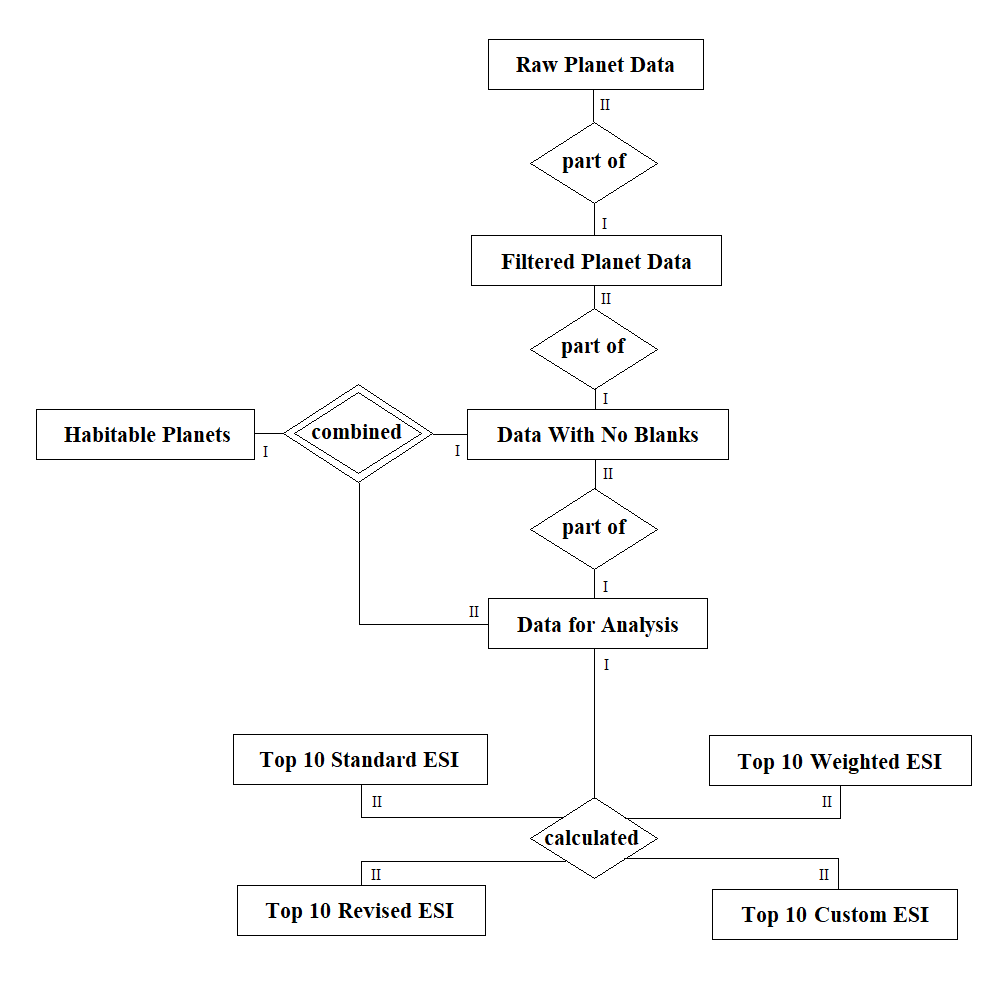 Raw Planet Data
II
part of
I
Filtered Planet Data
II
part of
I
Habitable Planets
I
combined
I
Data With No Blanks
II
part of
I
II
Data for Analysis
I
Top 10 Standard ESI
II
Top 10 Weighted ESI
II
calculated
II
Top 10 Revised ESI
II
Top 10 Custom ESI